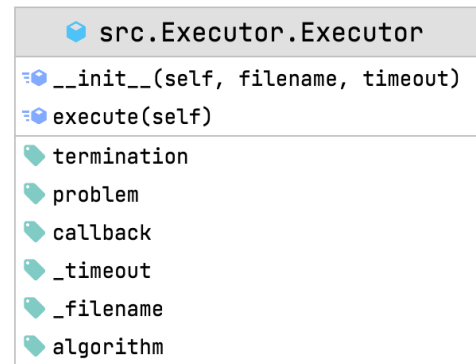 src.Executor.Executor
__init__(self, filename, timeout)
execute(self)
termination
problem
callback
_timeout
_filename
algorithm